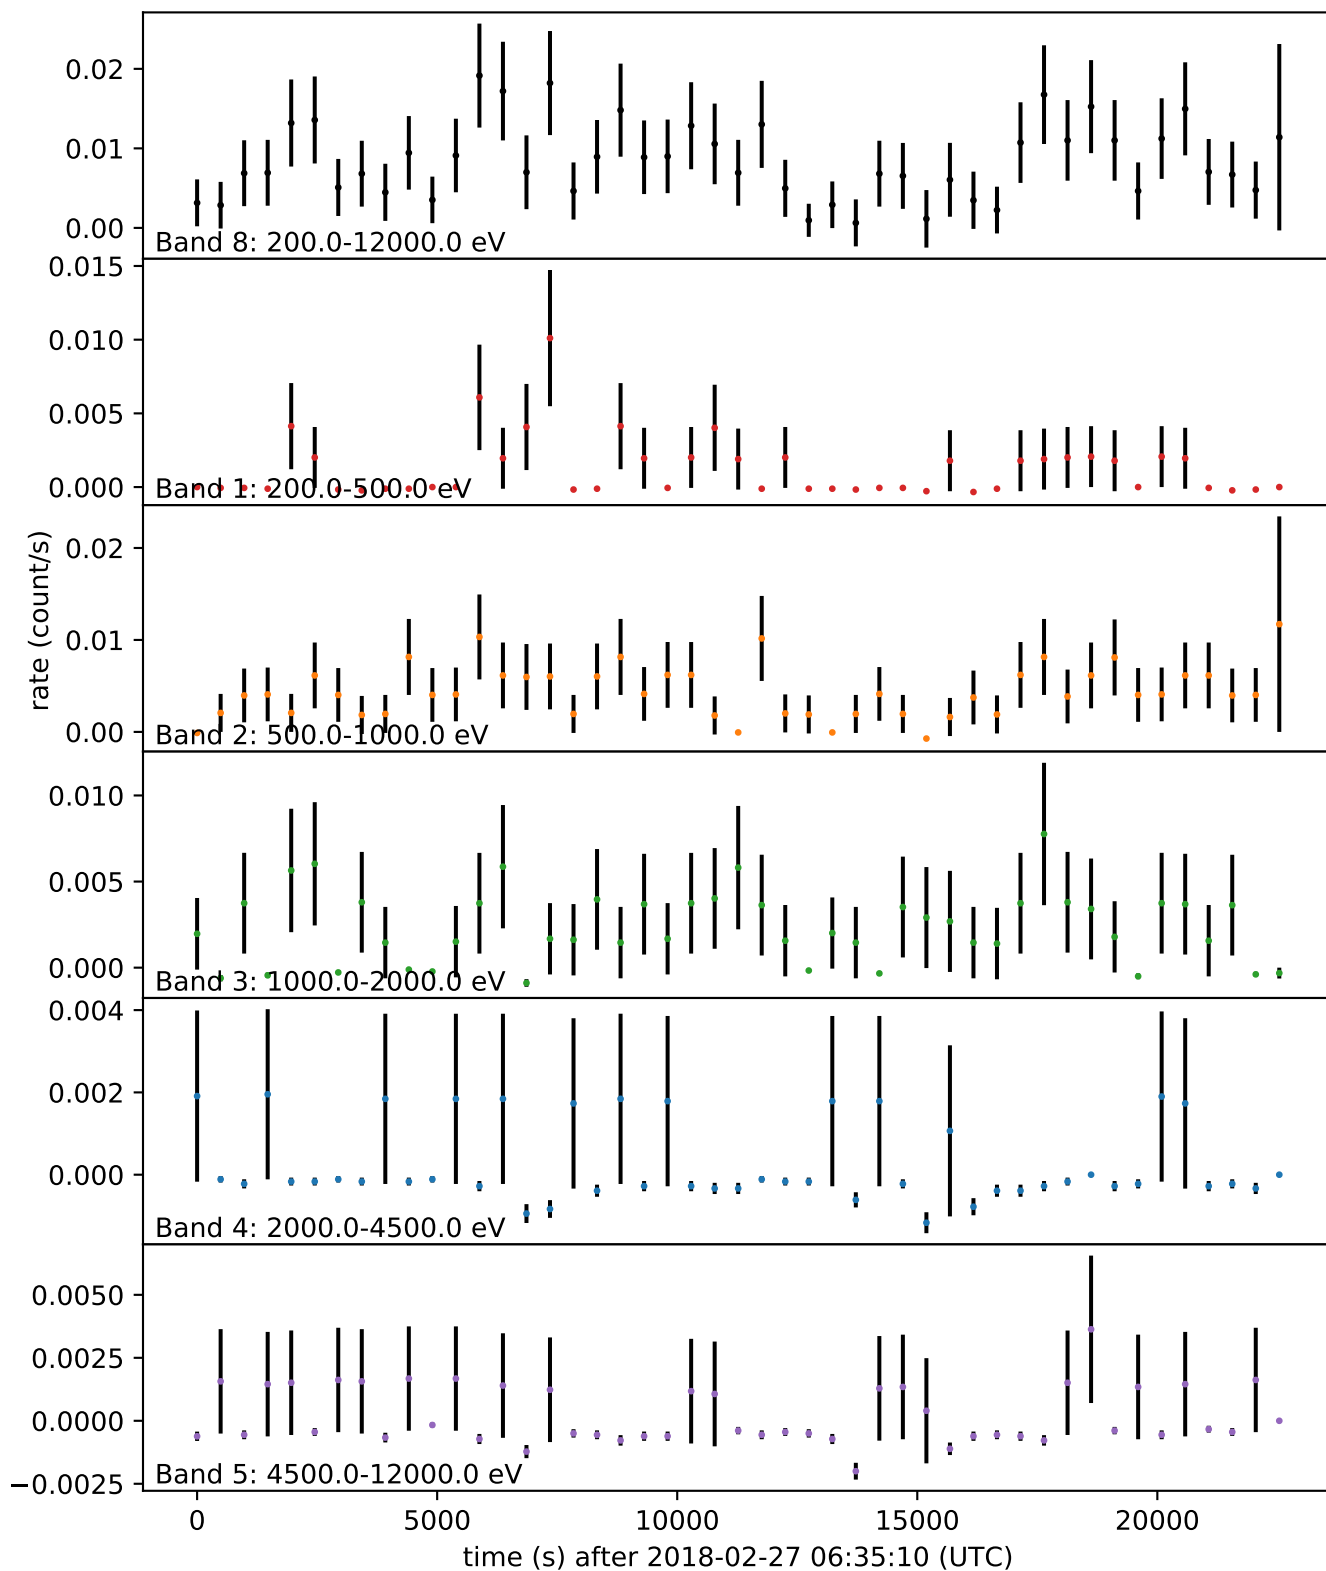 0.02
0.01
0.00
Band 8: 200.0-12000.0 eV
0.015
0.010
0.005
0.000
Band 1: 200.0-500.0 eV
rate (count/s)
0.02
0.01
0.00
Band 2: 500.0-1000.0 eV
0.010
0.005
0.000
Band 3: 1000.0-2000.0 eV
0.004
0.002
0.000
Band 4: 2000.0-4500.0 eV
0.0050
0.0025
0.0000
−0.0025
Band 5: 4500.0-12000.0 eV
0 5000 10000 15000 20000
time (s) after 2018-02-27 06:35:10 (UTC)